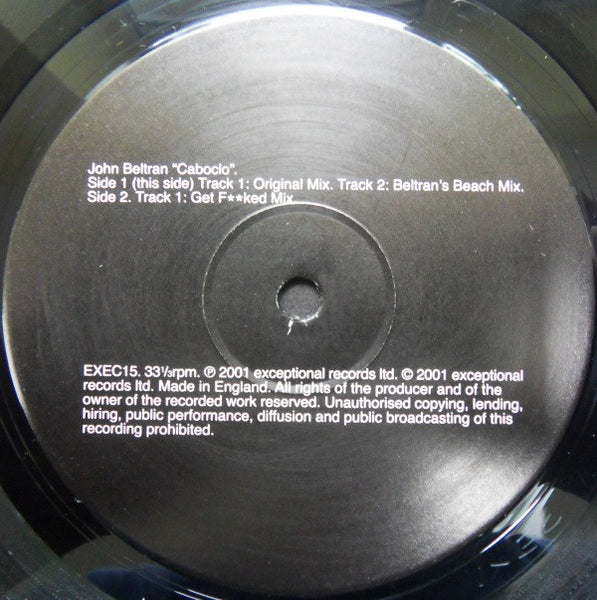 John Beltran “Caboclo”.
Side 1 (this side) Track 1: Original Mix. Track 2: Beltran's Beach Mix.
Side 2. Track 1: Get F**ked Mix
EXEC15. 33⅓rpm. ℗ 2001 exceptional records ltd. © 2001 exceptional
records ltd. Made in England. All rights of the producer and of the
owner of the recorded work reserved. Unauthorised copying, lending,
hiring, public performance, diffusion and public broadcasting of this
recording prohibited.